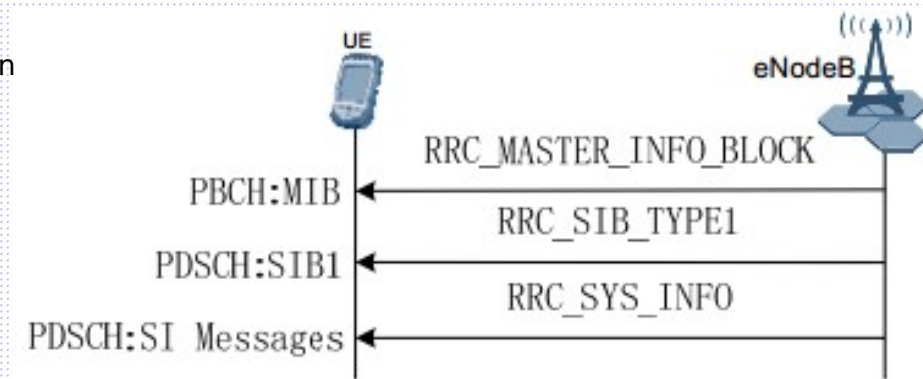 n
UE
eNodeB
RRC_MASTER_INFO_BLOCK
PBCH:MIB
RRC_SIB_TYPE1
PDSCH:SIB1
RRC_SYS_INFO
PDSCH:SI Messages